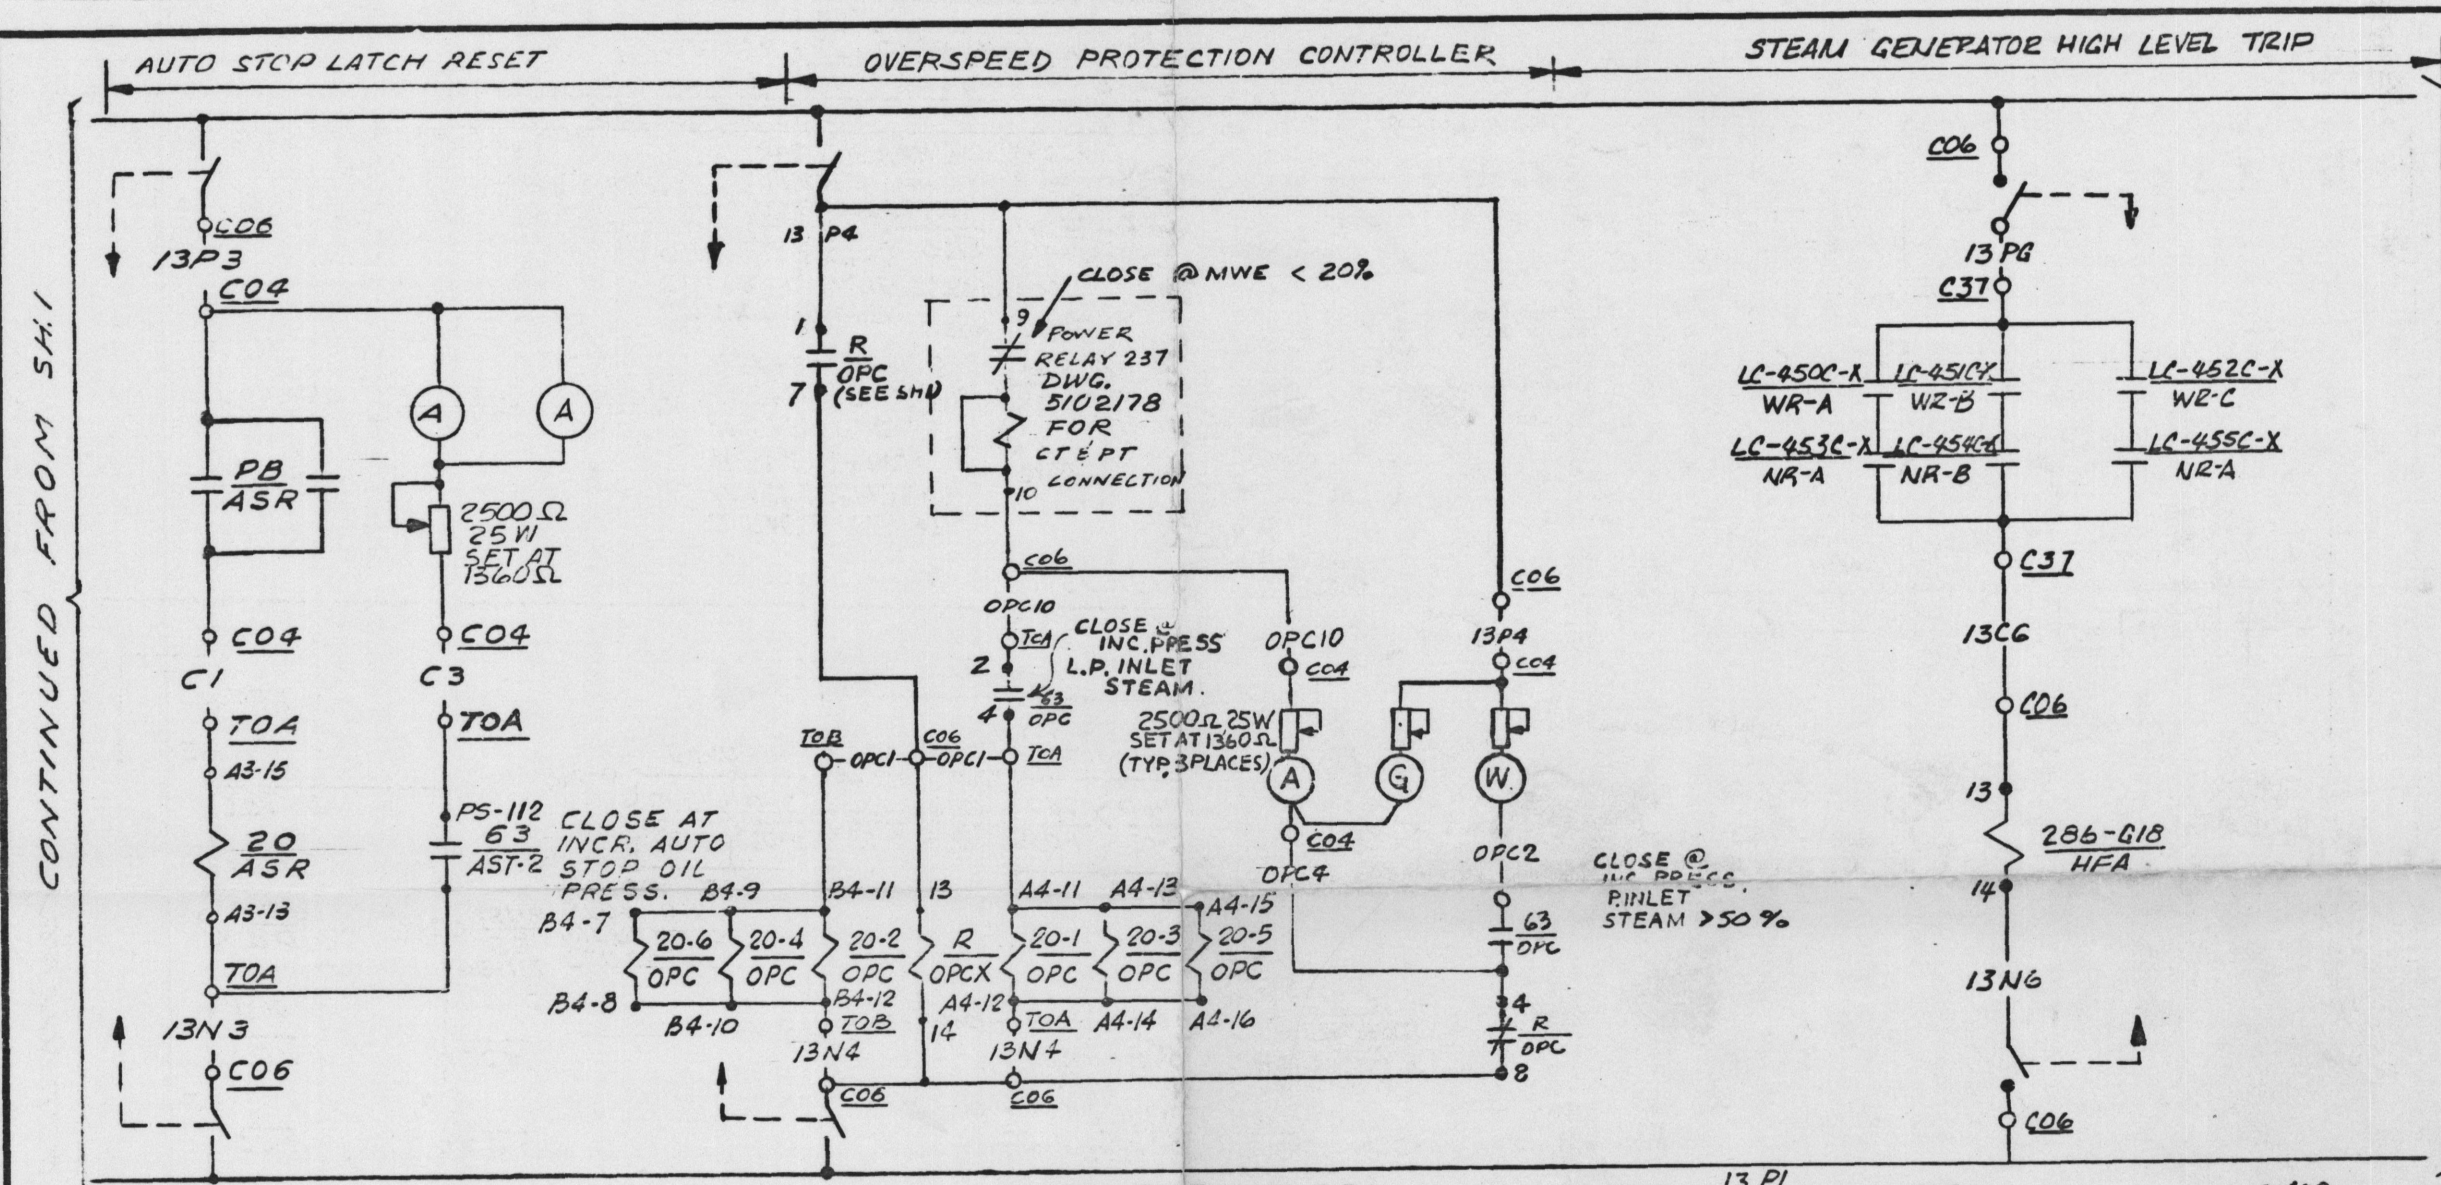 AUTO STOP LATCH RESET
OVERSPEED PROTECTION CONTROLLER
STEAM GENERATOR HIGH LEVEL TRIP
CONTINUED FROM SH.1
C06
13P3
C04
A
A
PB
ASR
2500Ω
25W
SET AT
1360Ω
C04
C04
C1
C3
TOA
TOA
A3-15
20
ASR
A3-13
PS-112
63
AST-2
CLOSE AT
INCR. AUTO
STOP OIL
PRESS.
TOA
13N3
C06
13 P4
1
R
OPC
(SEE SH1)
7
CLOSE @ MWE < 20%
9
POWER
RELAY 237
DWG.
5102178
FOR
CT & PT
CONNECTION
10
C06
OPC10
TOA
CLOSE @
INC. PRESS
L.P. INLET
STEAM.
2
63
OPC
4
TOB
OPC1
C06
OPC1
TOA
OPC10
C04
2500Ω 25W
SET AT 1360Ω
(TYP. 3 PLACES)
A
G
W
C06
13P4
C04
C04
OPC4
OPC2
CLOSE @
INC. PRESS.
P.INLET
STEAM >50%
63
OPC
4
R
OPC
8
B4-7
B4-9
B4-11
13
A4-11
A4-13
A4-15
20-6
OPC
20-4
OPC
20-2
OPC
R
OPCX
20-1
OPC
20-3
OPC
20-5
OPC
B4-8
B4-10
B4-12
14
A4-12
A4-14
A4-16
TOB
13N4
C06
TOA
13N4
C06
C06
13 PG
C37
LC-450C-X
WR-A
LC-451CX
WR-B
LC-452C-X
WR-C
LC-453C-X
NR-A
LC-454CX
NR-B
LC-455C-X
NR-A
C37
13C6
C06
13
286-G18
HFA
14
13N6
C06
13 P1